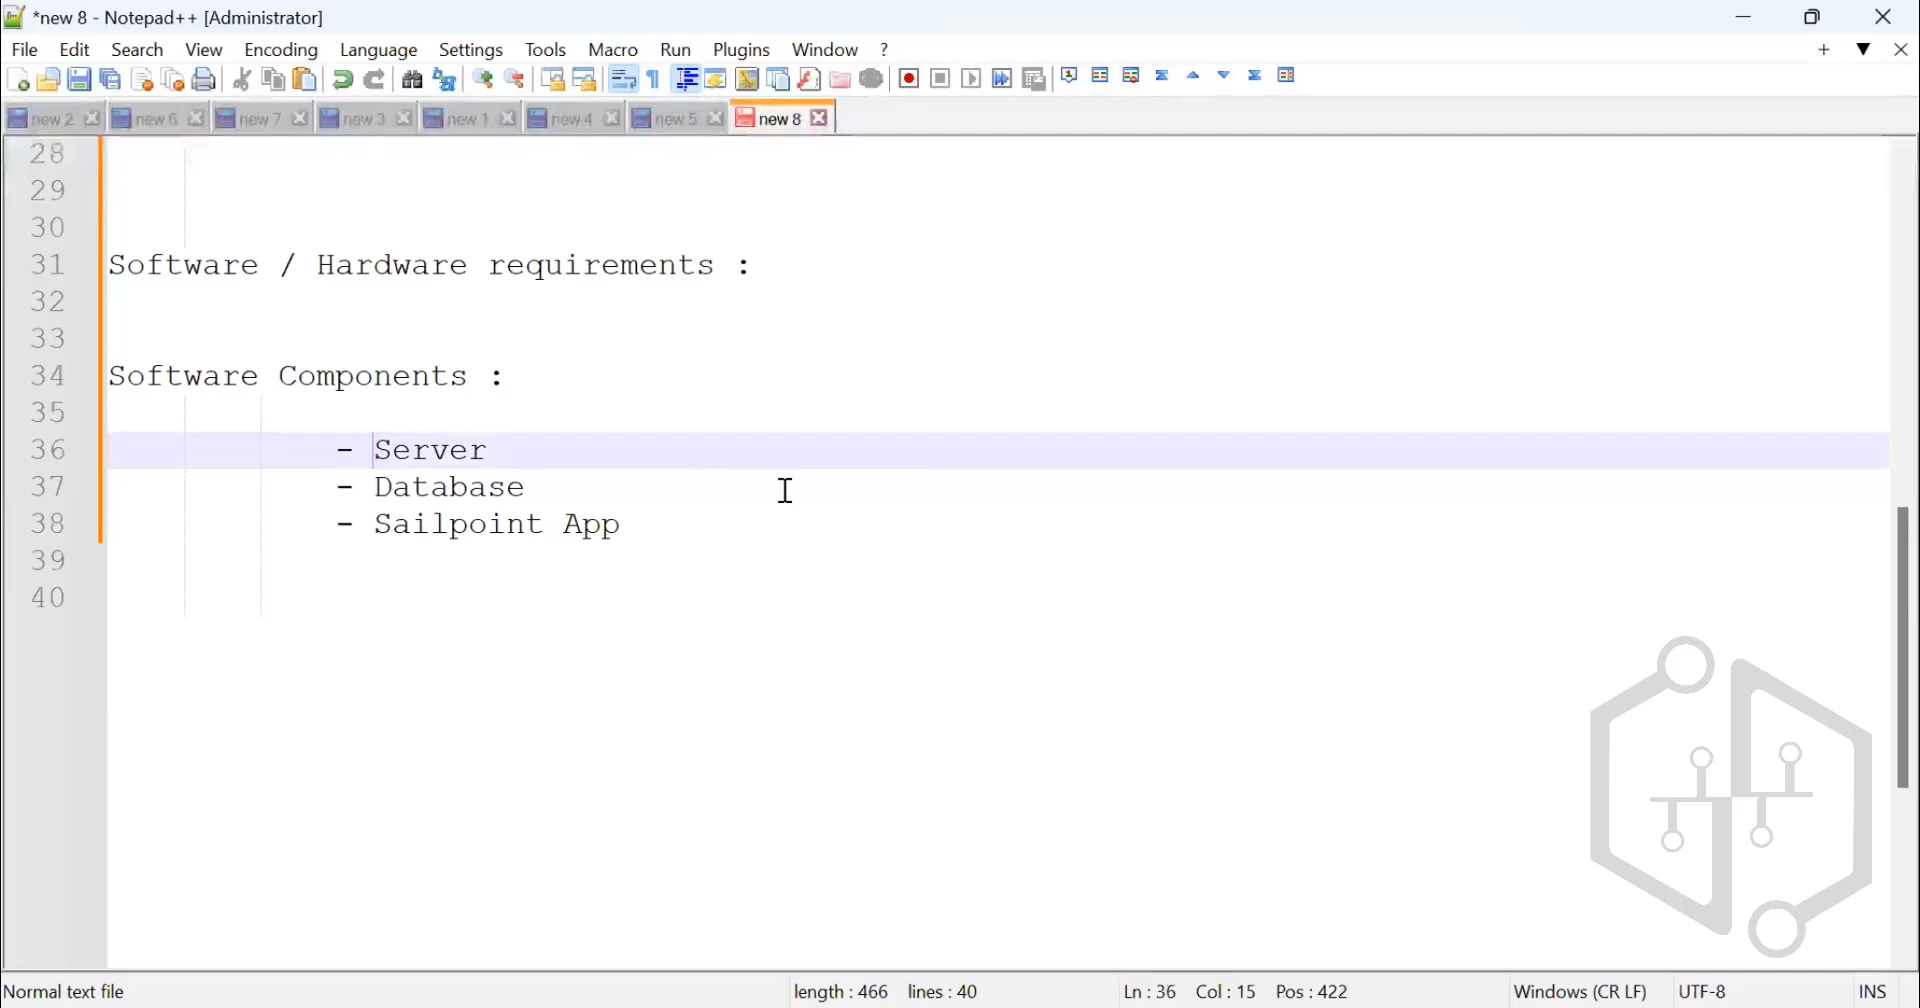 *new 8 - Notepad++ [Administrator]
File Edit Search View Encoding Language Settings Tools Macro Run Plugins Window ?
new 2 new 6 new 7 new 3 new 1 new 4 new 5 new 8
28
29
30
31 Software / Hardware requirements :
32
33
34 Software Components :
35
36 - Server
37 - Database
38 - Sailpoint App
39
40
Normal text file length : 466 lines : 40 Ln : 36 Col : 15 Pos : 422 Windows (CR LF) UTF-8 INS